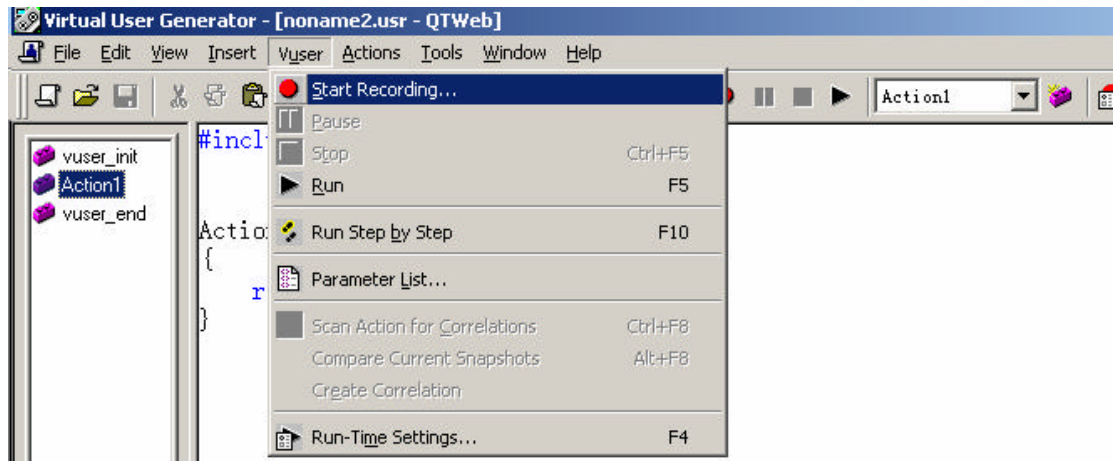 Virtual User Generator - [noname2.usr - QTWeb]
File Edit View Insert Vuser Actions Tools Window Help
Action1
vuser_init
Action1
vuser_end
#incl
Actio
{
r
}
Start Recording...
Pause
Stop Ctrl+F5
Run F5
Run Step by Step F10
Parameter List...
Scan Action for Correlations Ctrl+F8
Compare Current Snapshots Alt+F8
Create Correlation
Run-Time Settings... F4